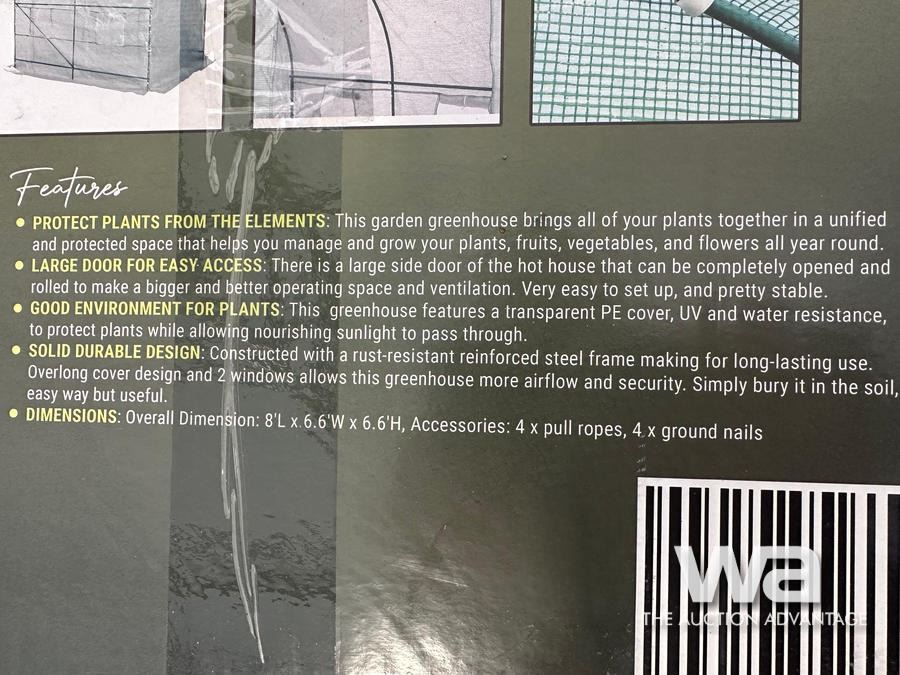 Features
• PROTECT PLANTS FROM THE ELEMENTS: This garden greenhouse brings all of your plants together in a unified
and protected space that helps you manage and grow your plants, fruits, vegetables, and flowers all year round.
• LARGE DOOR FOR EASY ACCESS: There is a large side door of the hot house that can be completely opened and
rolled to make a bigger and better operating space and ventilation. Very easy to set up, and pretty stable.
• GOOD ENVIRONMENT FOR PLANTS: This greenhouse features a transparent PE cover, UV and water resistance,
to protect plants while allowing nourishing sunlight to pass through.
• SOLID DURABLE DESIGN: Constructed with a rust-resistant reinforced steel frame making for long-lasting use.
Overlong cover design and 2 windows allows this greenhouse more airflow and security. Simply bury it in the soil,
easy way but useful.
• DIMENSIONS: Overall Dimension: 8'L x 6.6'W x 6.6'H, Accessories: 4 x pull ropes, 4 x ground nails
wa
THE AUCTION ADVANTAGE